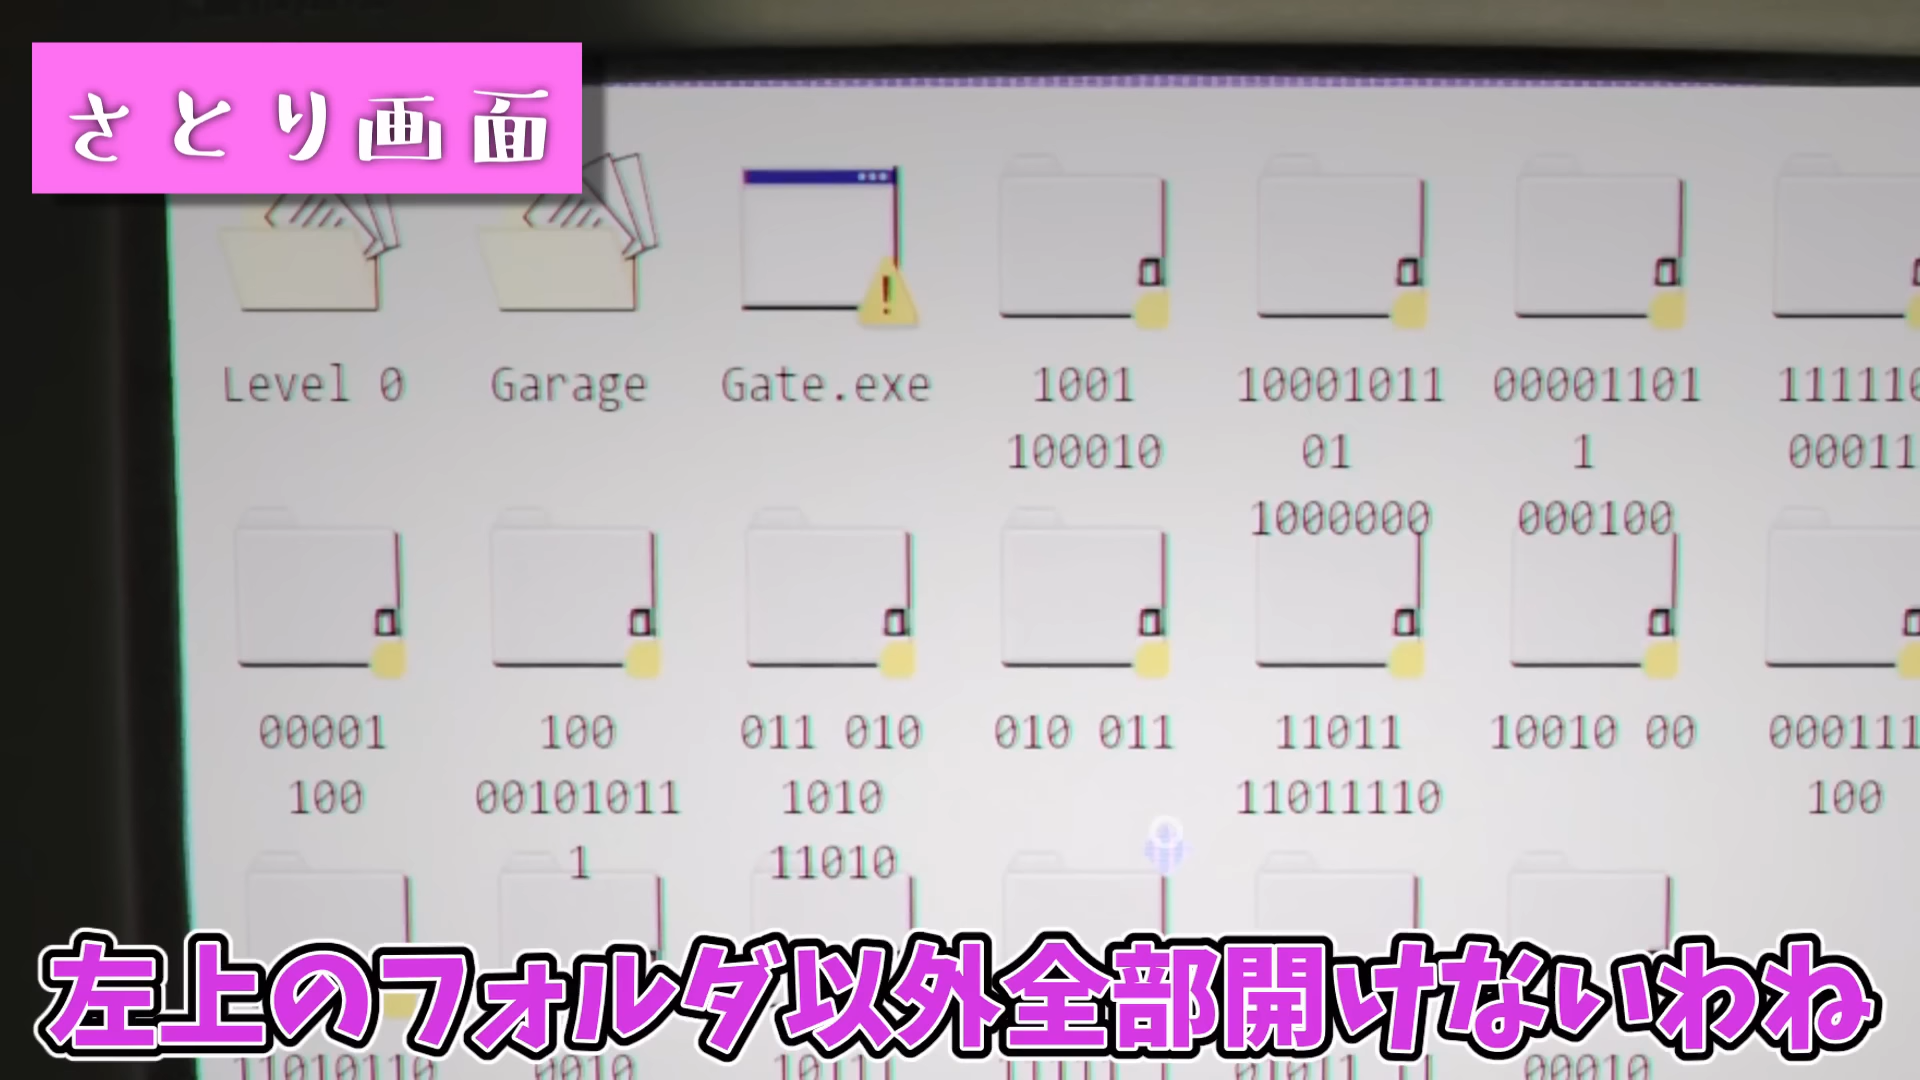 さとり画面
Level 0 Garage Gate.exe 1001 10001011 00001101
100010 01 1
1000000 000100
00001 100 011 010 010 011 11011 10010 00
100 00101011 1010 11011110 100
1 11010
左上のフォルダ以外全部開けないわね